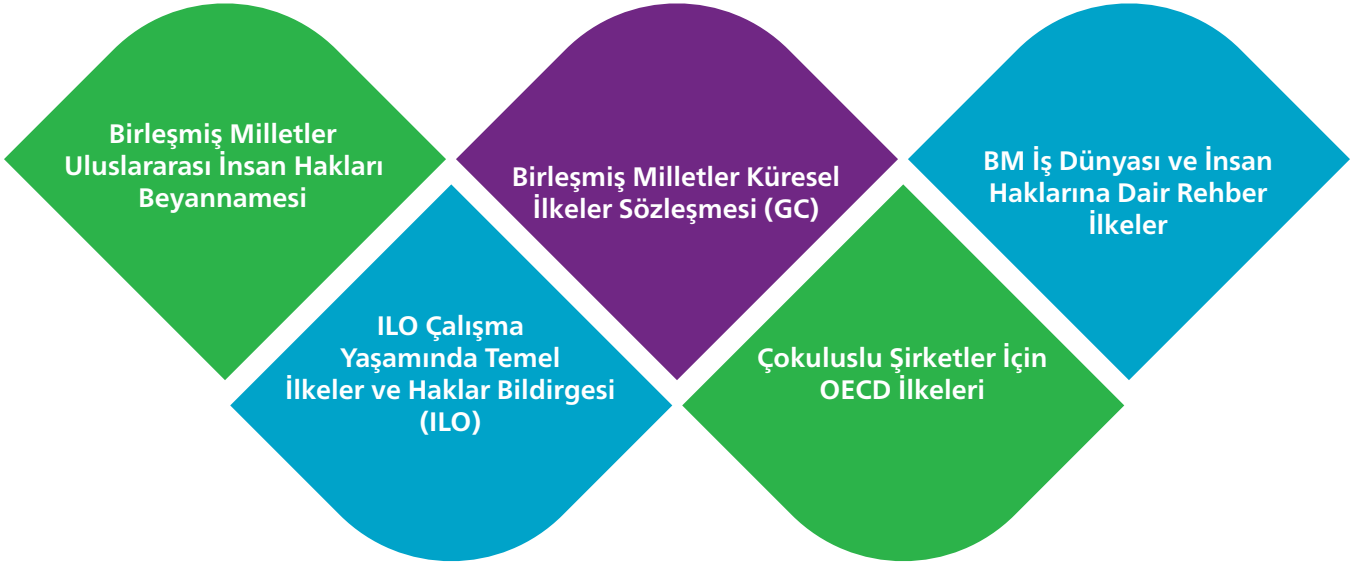 Birleşmiş Milletler
Uluslararası İnsan Hakları
Beyannamesi
ILO Çalışma
Yaşamında Temel
İlkeler ve Haklar Bildirgesi
(ILO)
Birleşmiş Milletler Küresel
İlkeler Sözleşmesi (GC)
Çokuluslu Şirketler İçin
OECD İlkeleri
BM İş Dünyası ve İnsan
Haklarına Dair Rehber
İlkeler